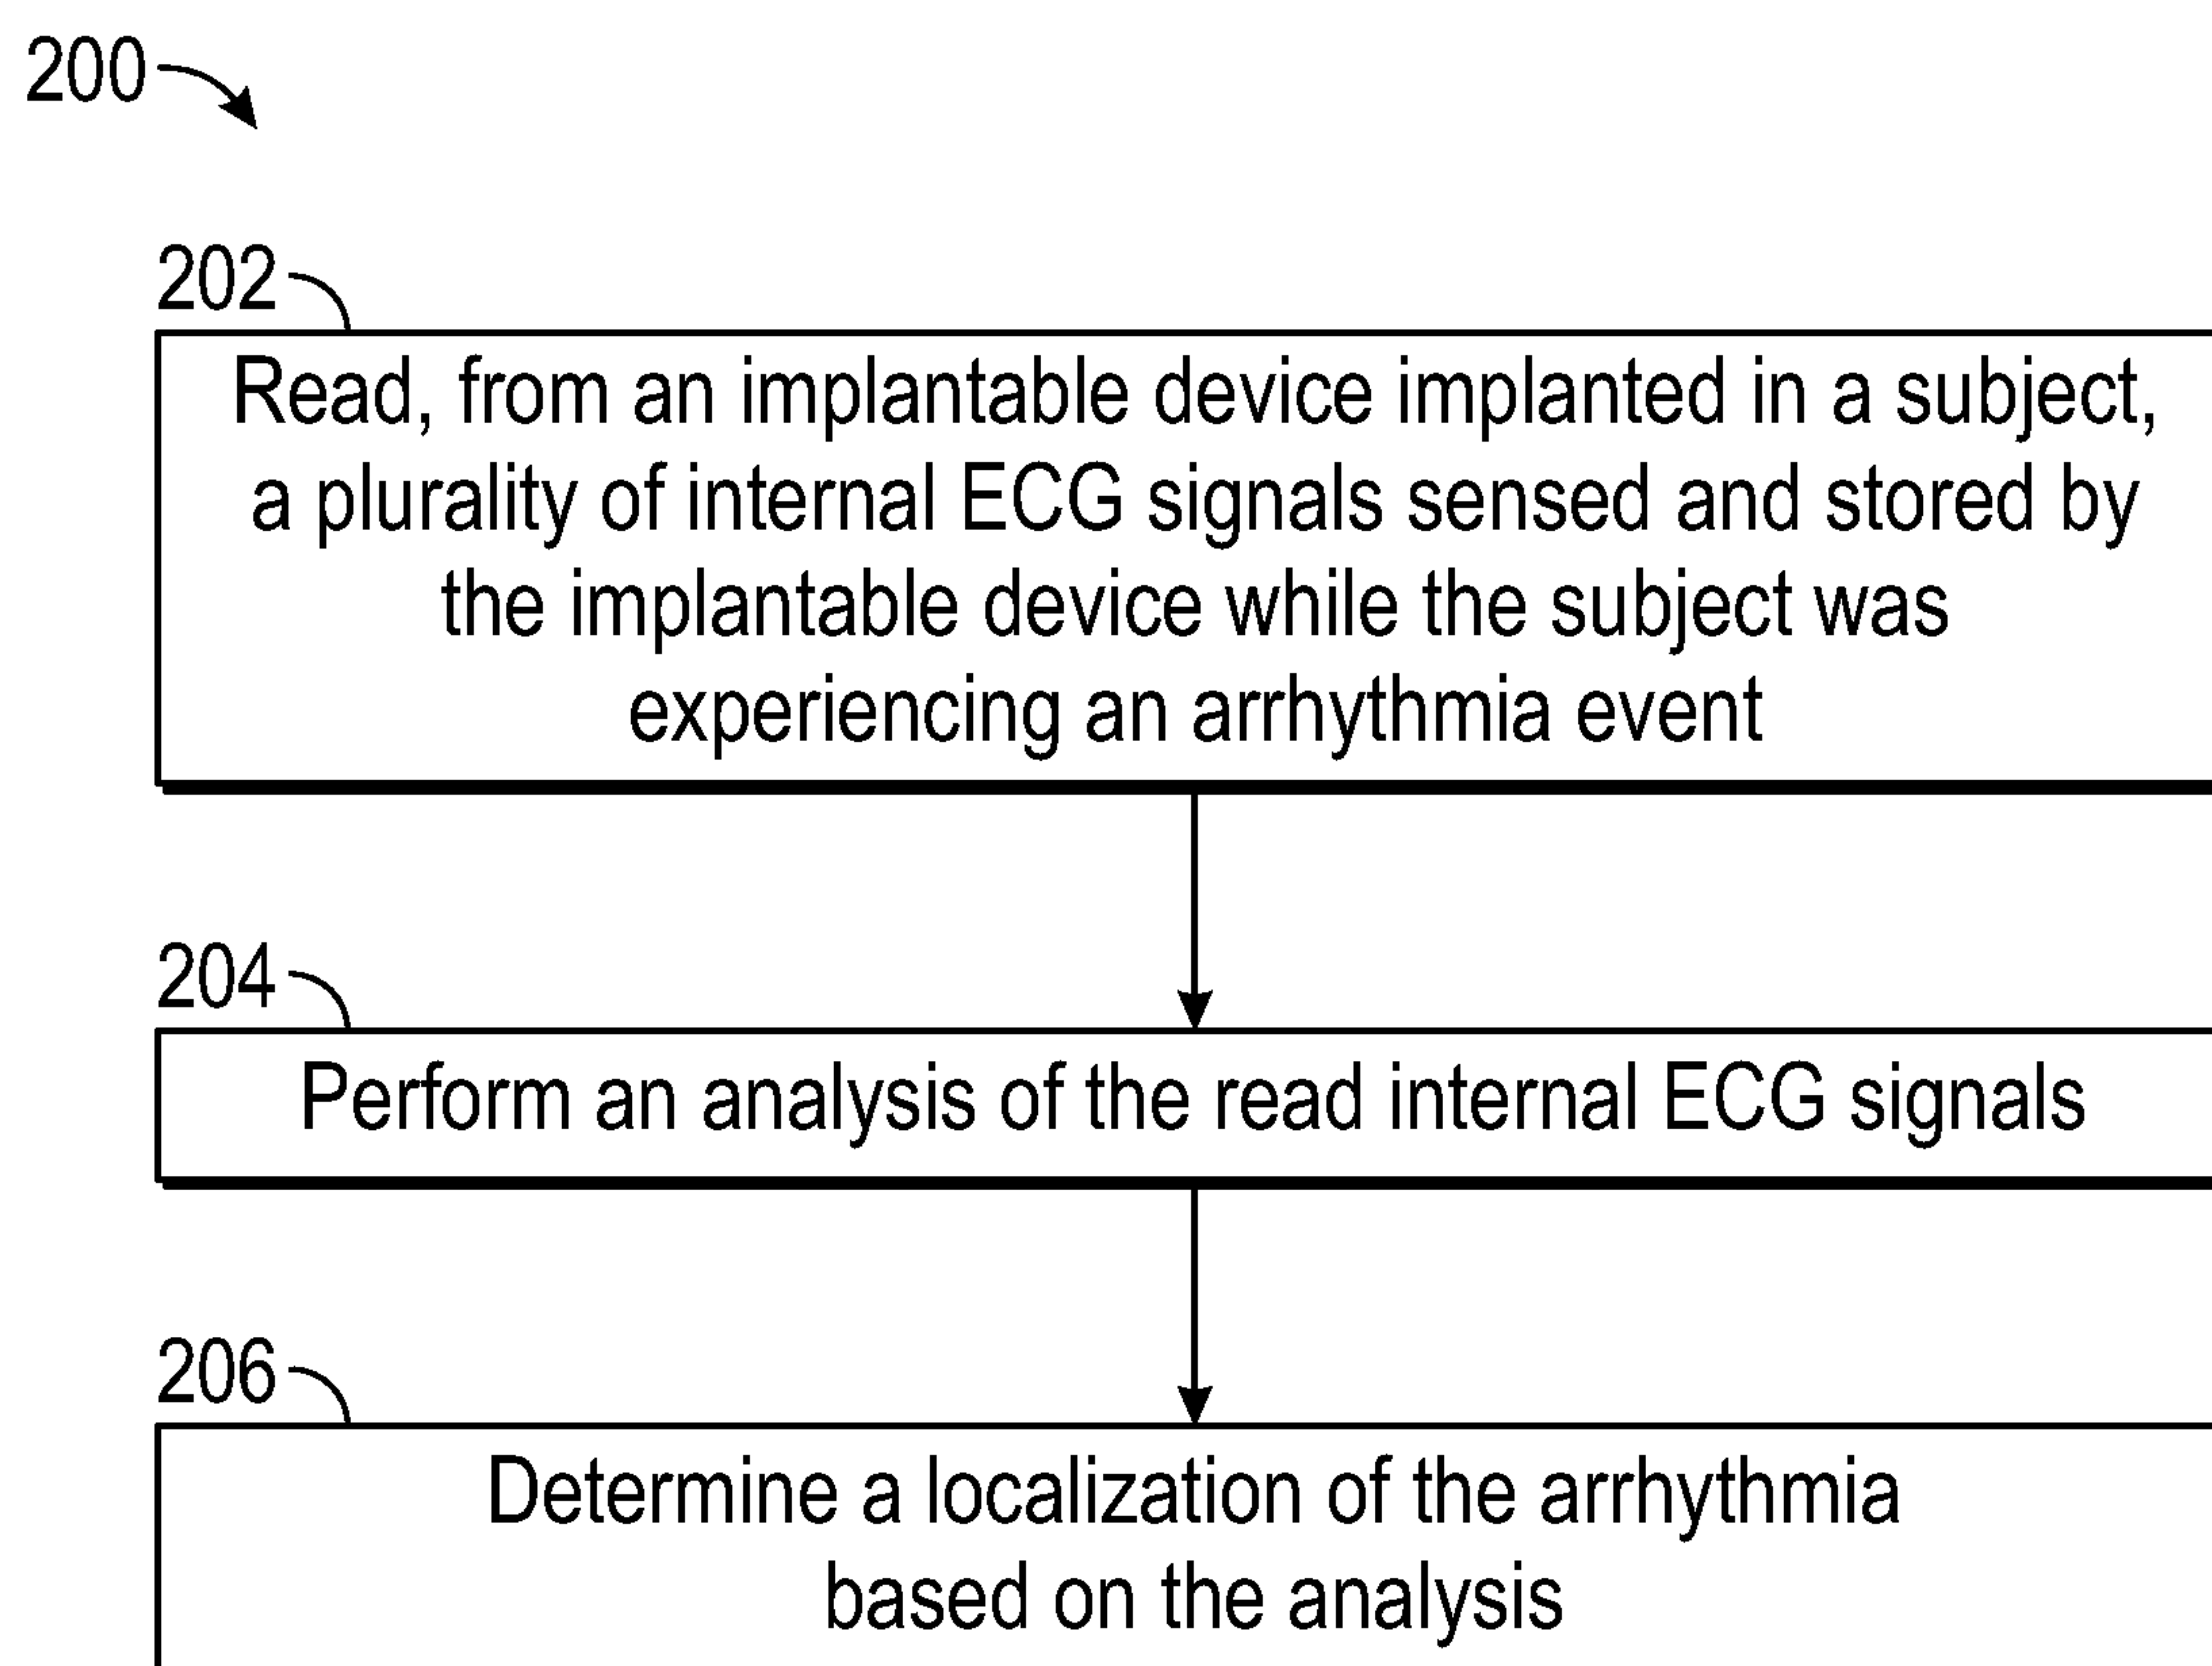 200
202
Read, from an implantable device implanted in a subject,
a plurality of internal ECG signals sensed and stored by
the implantable device while the subject was
experiencing an arrhythmia event
204
Perform an analysis of the read internal ECG signals
206
Determine a localization of the arrhythmia
based on the analysis